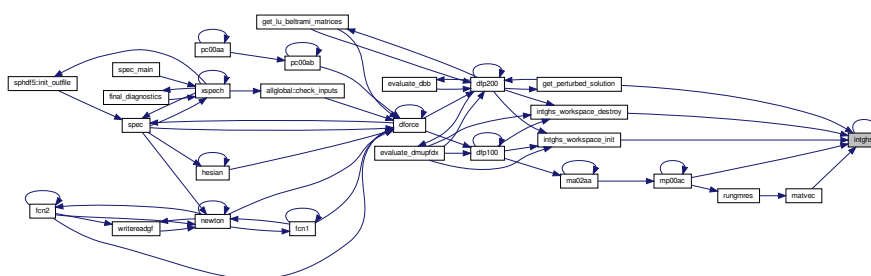 get_lu_beltrami_matrices
pc00aa
pc00ab
spec_main
sphdf5::init_outfile
xspech
final_diagnostics
allglobal::check_inputs
evaluate_dbb
dfp200
get_perturbed_solution
intghs_workspace_destroy
spec
dforce
intghs_workspace_init
intghs
evaluate_dmupfdx
dfp100
hesian
ma02aa
mp00ac
rungmres
matvec
fcn2
newton
writereadgf
fcn1